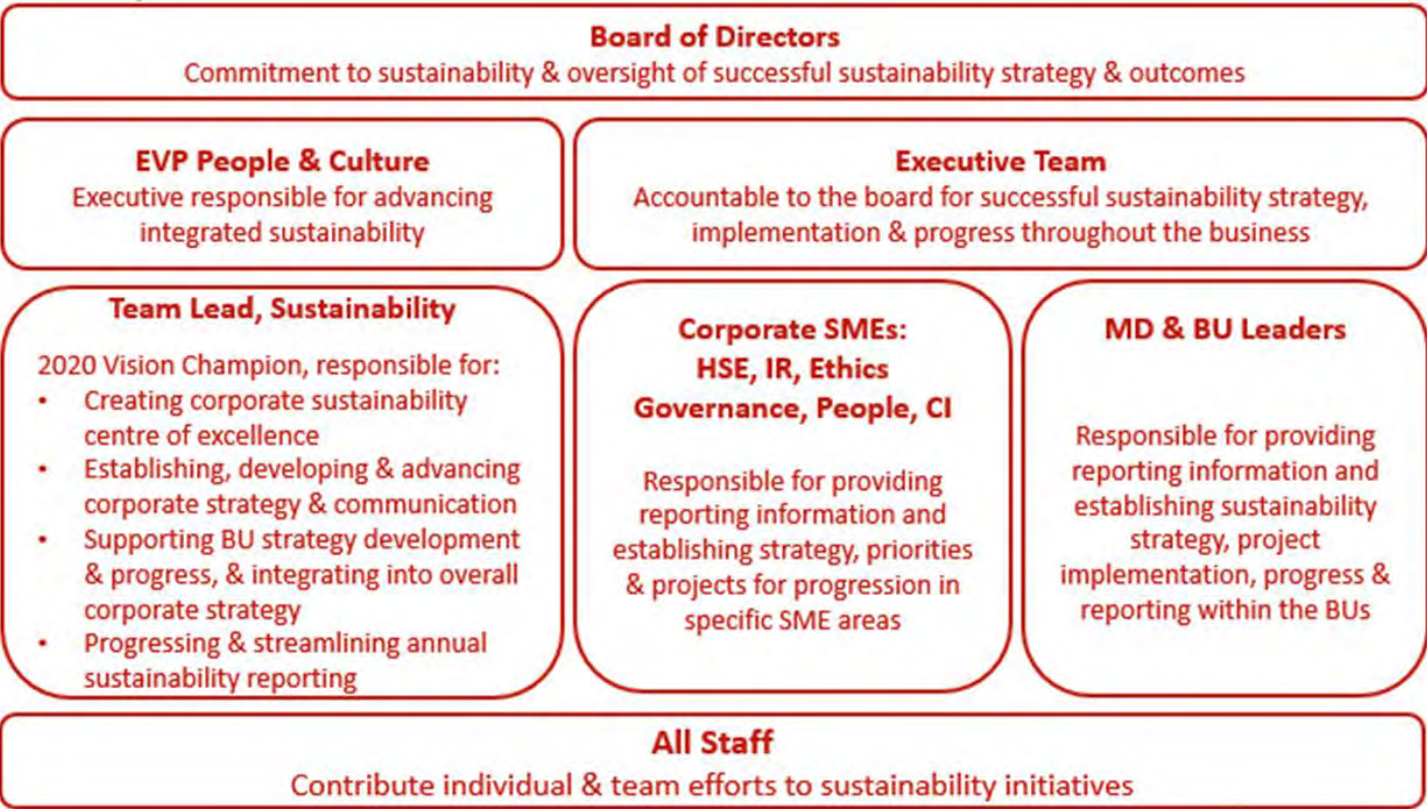 Board of Directors
Commitment to sustainability & oversight of successful sustainability strategy & outcomes
EVP People & Culture
Executive responsible for advancing
integrated sustainability
Executive Team
Accountable to the board for successful sustainability strategy,
implementation & progress throughout the business
Team Lead, Sustainability
2020 Vision Champion, responsible for:
• Creating corporate sustainability
centre of excellence
• Establishing, developing & advancing
corporate strategy & communication
• Supporting BU strategy development
& progress, & integrating into overall
corporate strategy
• Progressing & streamlining annual
sustainability reporting
Corporate SMEs:
HSE, IR, Ethics
Governance, People, CI
Responsible for providing
reporting information and
establishing strategy, priorities
& projects for progression in
specific SME areas
MD & BU Leaders
Responsible for providing
reporting information and
establishing sustainability
strategy, project
implementation, progress &
reporting within the BUs
All Staff
Contribute individual & team efforts to sustainability initiatives